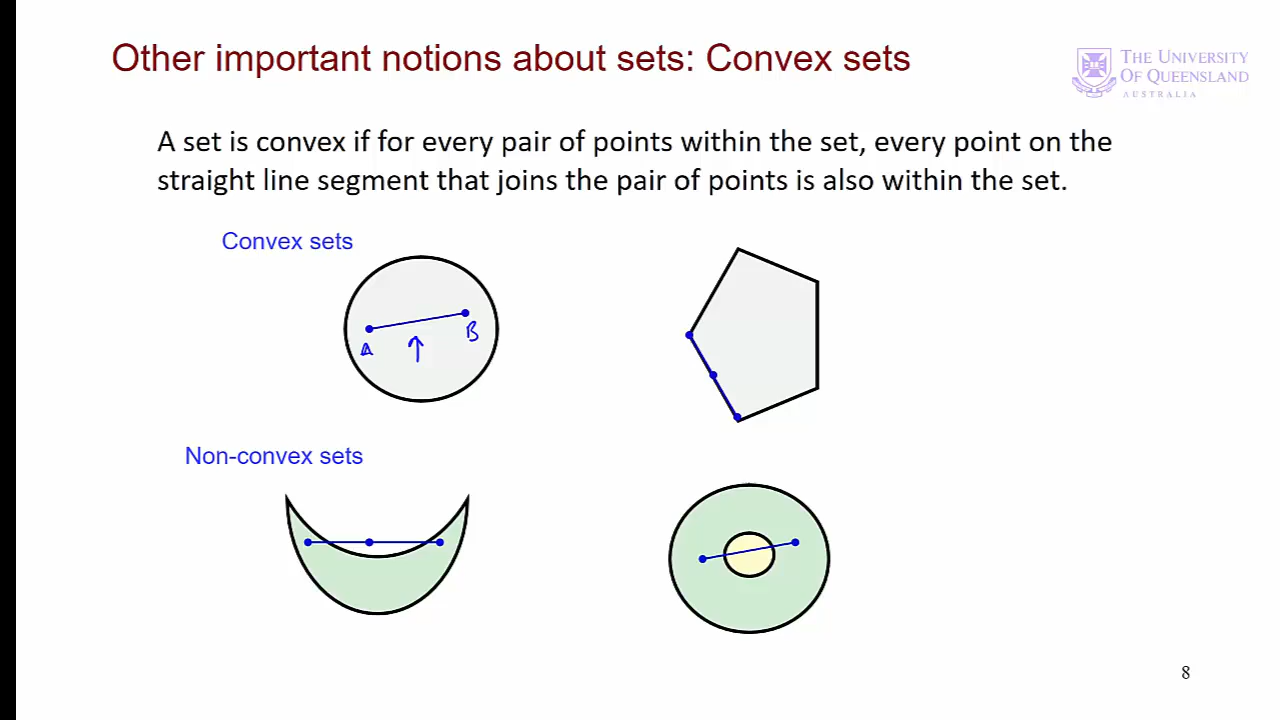 Other important notions about sets: Convex sets
THE UNIVERSITY
OF QUEENSLAND
AUSTRALIA
A set is convex if for every pair of points within the set, every point on the
straight line segment that joins the pair of points is also within the set.
Convex sets
A
B
Non-convex sets
8